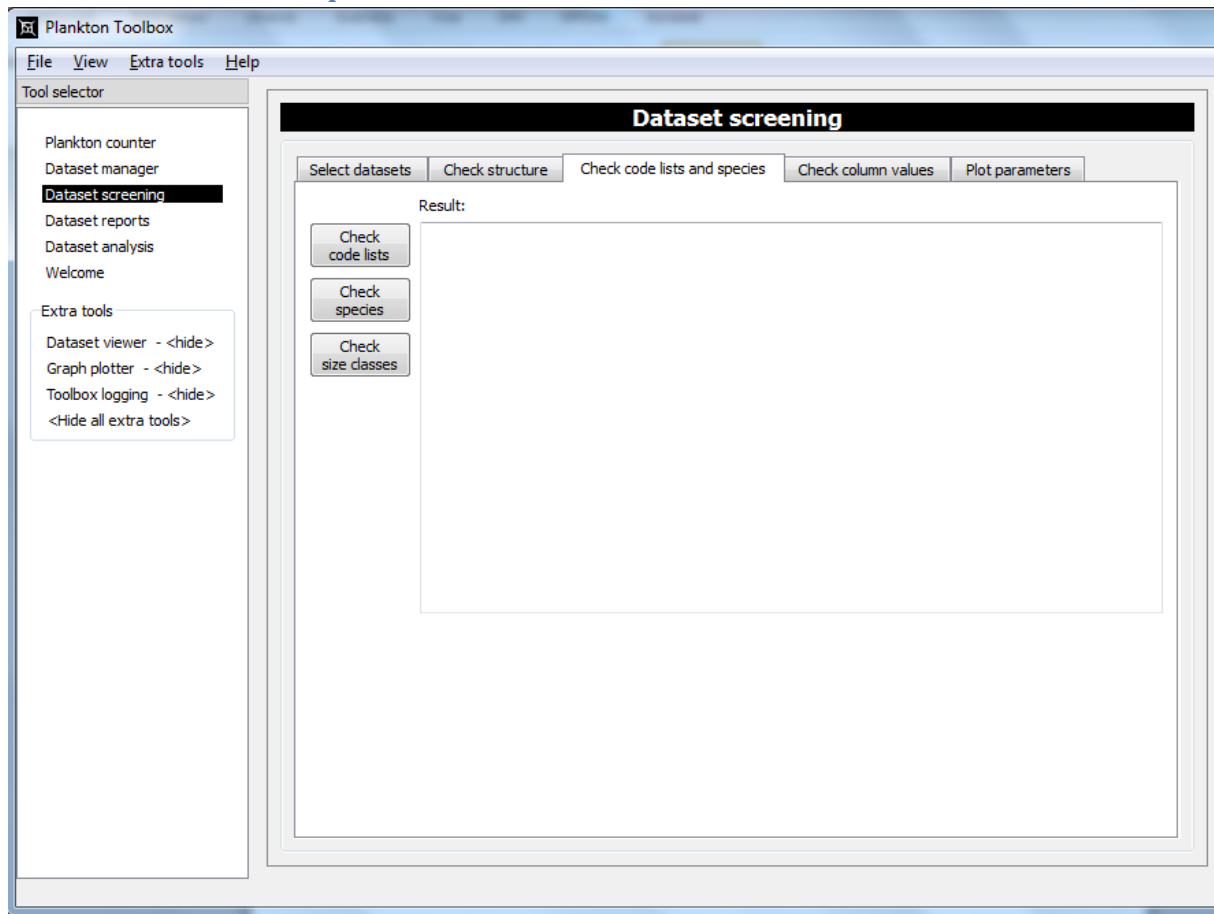 Plankton Toolbox
File View Extra tools Help
Tool selector
Plankton counter
Dataset manager
Dataset screening
Dataset reports
Dataset analysis
Welcome
Extra tools
Dataset viewer - <hide>
Graph plotter - <hide>
Toolbox logging - <hide>
<Hide all extra tools>
Dataset screening
Select datasets Check structure Check code lists and species Check column values Plot parameters
Result:
Check
code lists
Check
species
Check
size classes